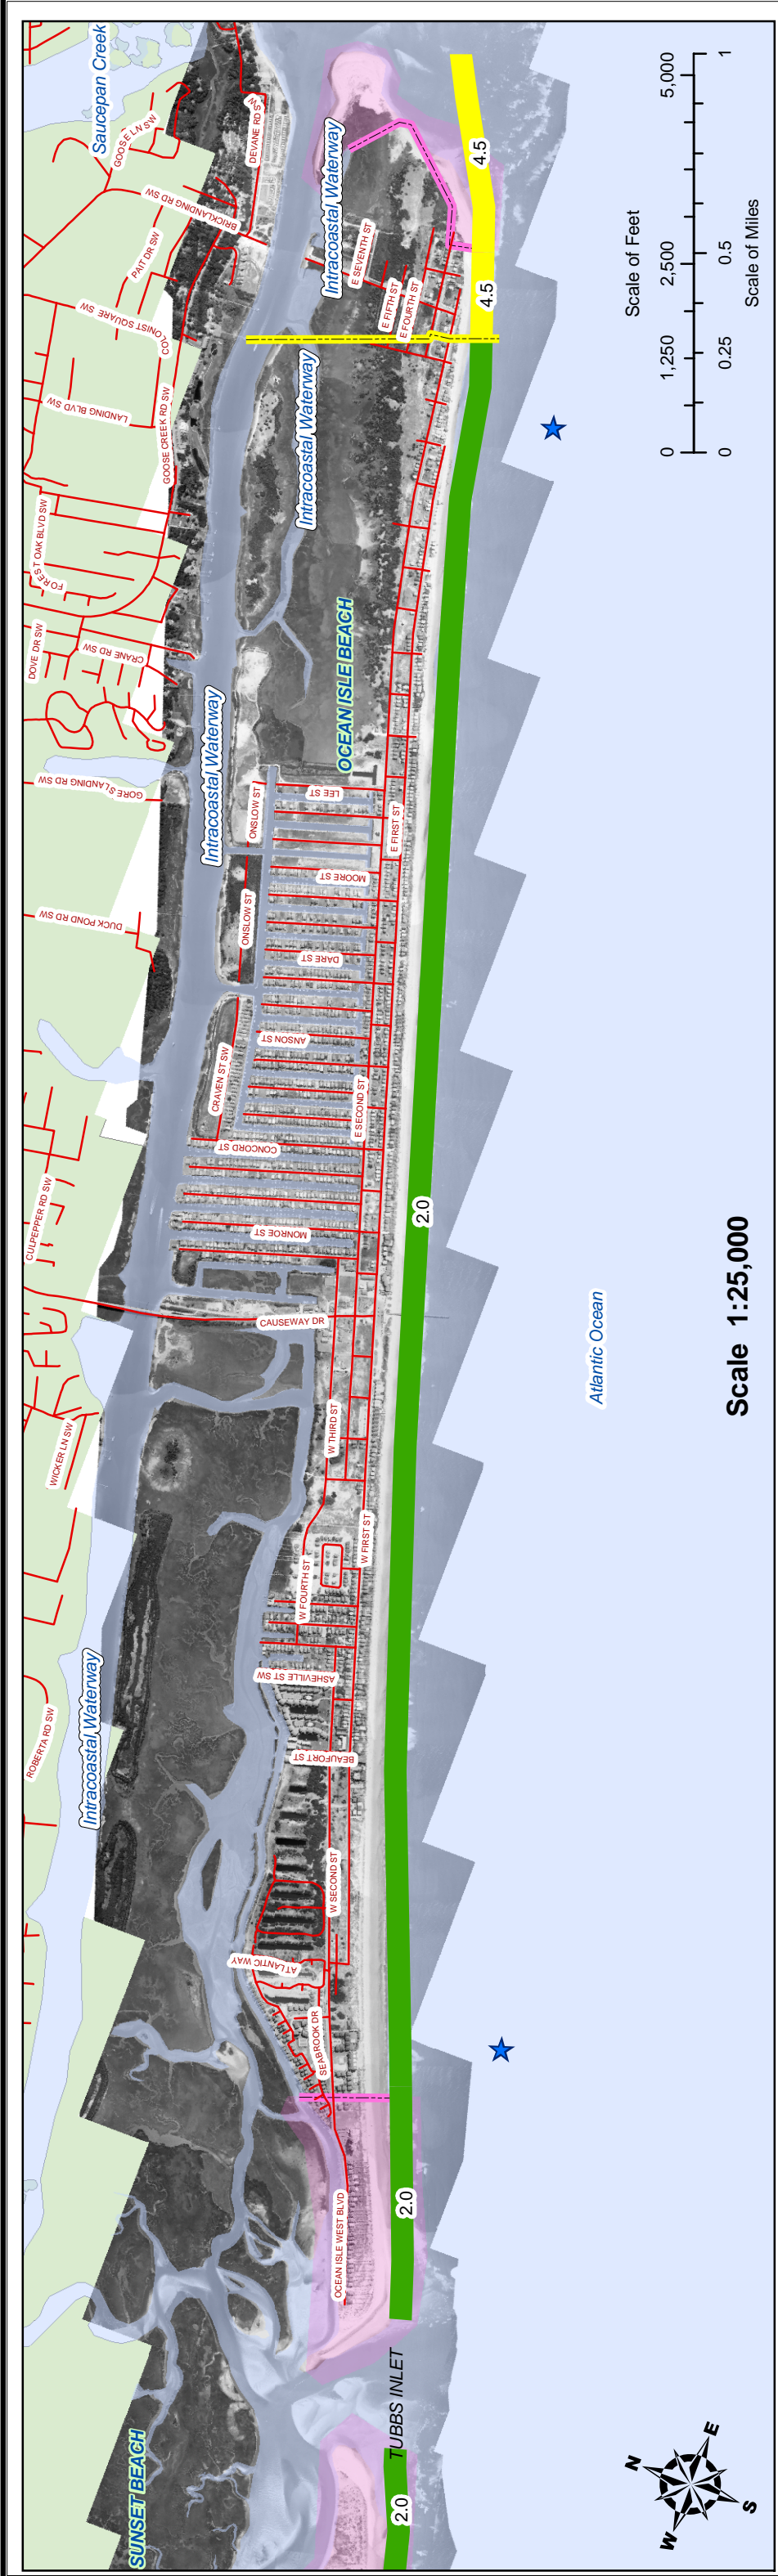 Saucepan Creek
GOOSE LN SW
DEVANE RD SW
BRICKLANDING RD SW
PAIT DR SW
COLONIST SQUARE SW
LANDING BLVD SW
GOOSE CREEK RD SW
FOREST OAK BLVD SW
DOVE DR SW
CRANE RD SW
GORES LANDING RD SW
DUCK POND RD SW
CULPEPPER RD SW
WICKER LN SW
ROBERTA RD SW
Intracoastal Waterway
Intracoastal Waterway
Intracoastal Waterway
Intracoastal Waterway
E SEVENTH ST
E FIFTH ST
E FOURTH ST
OCEAN ISLE BEACH
ONSLOW ST
ONSLOW ST
LEE ST
E FIRST ST
MOORE ST
DARE ST
ANSON ST
CRAVEN ST SW
E SECOND ST
CONCORD ST
MONROE ST
CAUSEWAY DR
W THIRD ST
W FIRST ST
W FOURTH ST
ASHEVILLE ST SW
BEAUFORT ST
W SECOND ST
ATLANTIC WAY
SEABROOK DR
OCEAN ISLE WEST BLVD
TUBBS INLET
SUNSET BEACH
4.5
4.5
2.0
2.0
2.0
Atlantic Ocean
Scale 1:25,000
Scale of Feet
0 1,250 2,500 5,000
0 0.25 0.5 1
Scale of Miles
N
E
S
W